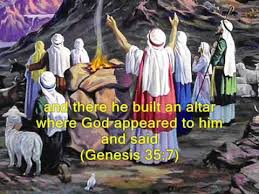 and there he built an altar
where God appeared to him
and said
(Genesis 35:7)